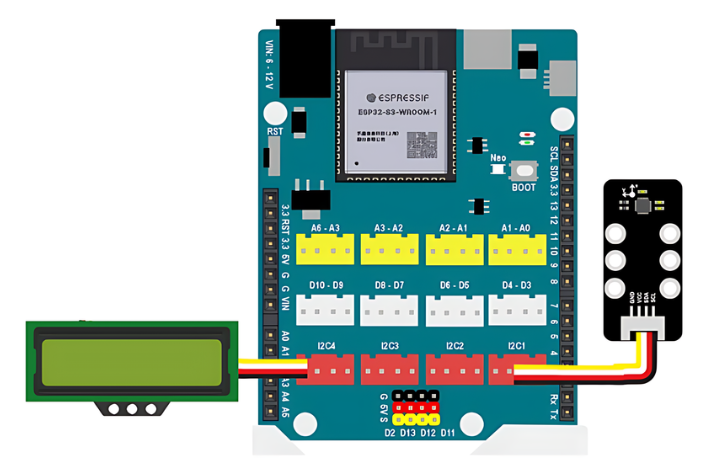 VIN: 6 - 12 V
ESPRESSIF
ESP32-S3-WROOM-1
RST
Neo
BOOT
SCL SDA 3.3 13 12 11 10 9 8 7 6 5 4
Rx Tx
3.3 RST 3.3 5V G G VIN
A0 A1
A3 A4 A5
A6 - A3
A3 - A2
A2 - A1
A1 - A0
D10 - D9
D8 - D7
D6 - D5
D4 - D3
I2C4
I2C3
I2C2
I2C1
G
5V
S
D2 D13 D12 D11
GND
VCC
SDA
SCL